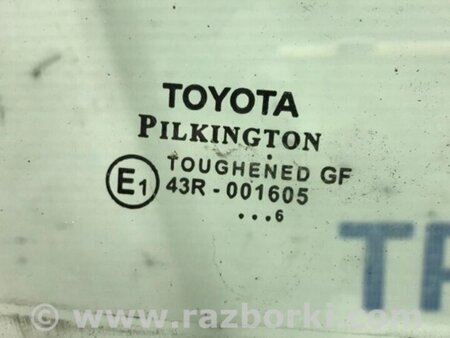 TOYOTA
PILKINGTON
TOUGHENED GF
E1 43R - 001605
...6
© www.razborki.com